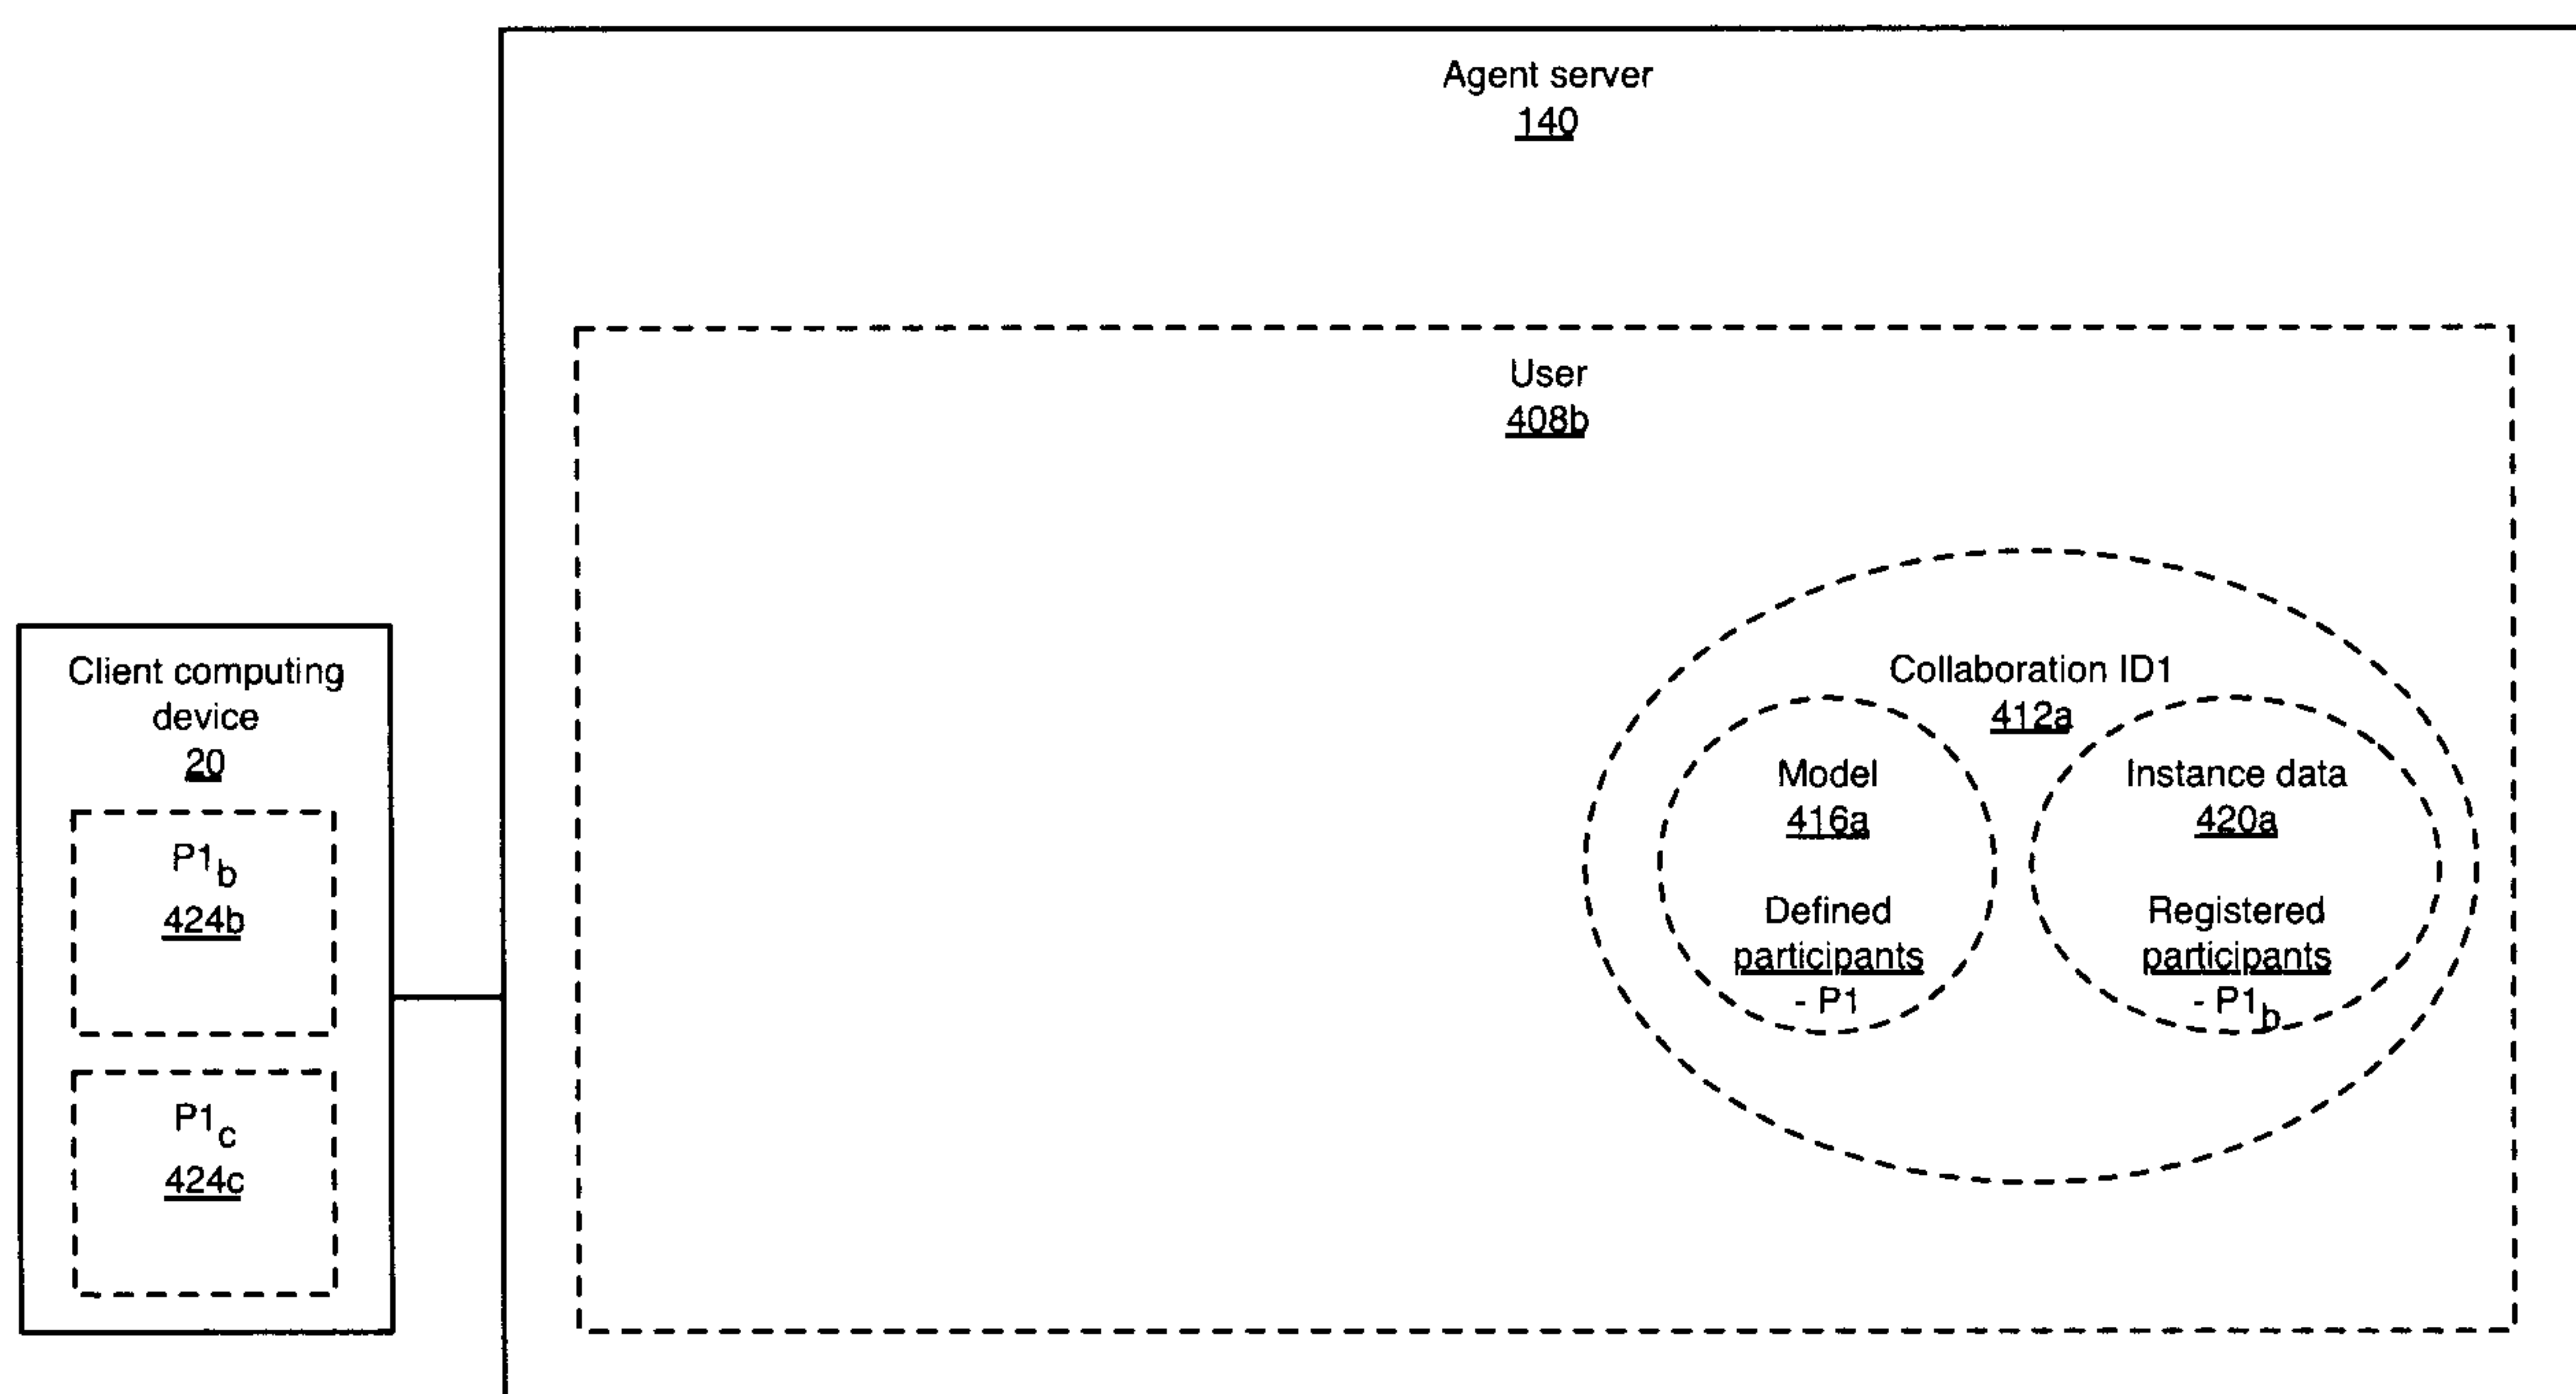 Agent server
140
User
408b
Client computing
device
20
P1b
424b
P1c
424c
Collaboration ID1
412a
Model
416a
Defined
participants
- P1
Instance data
420a
Registered
participants
- P1b